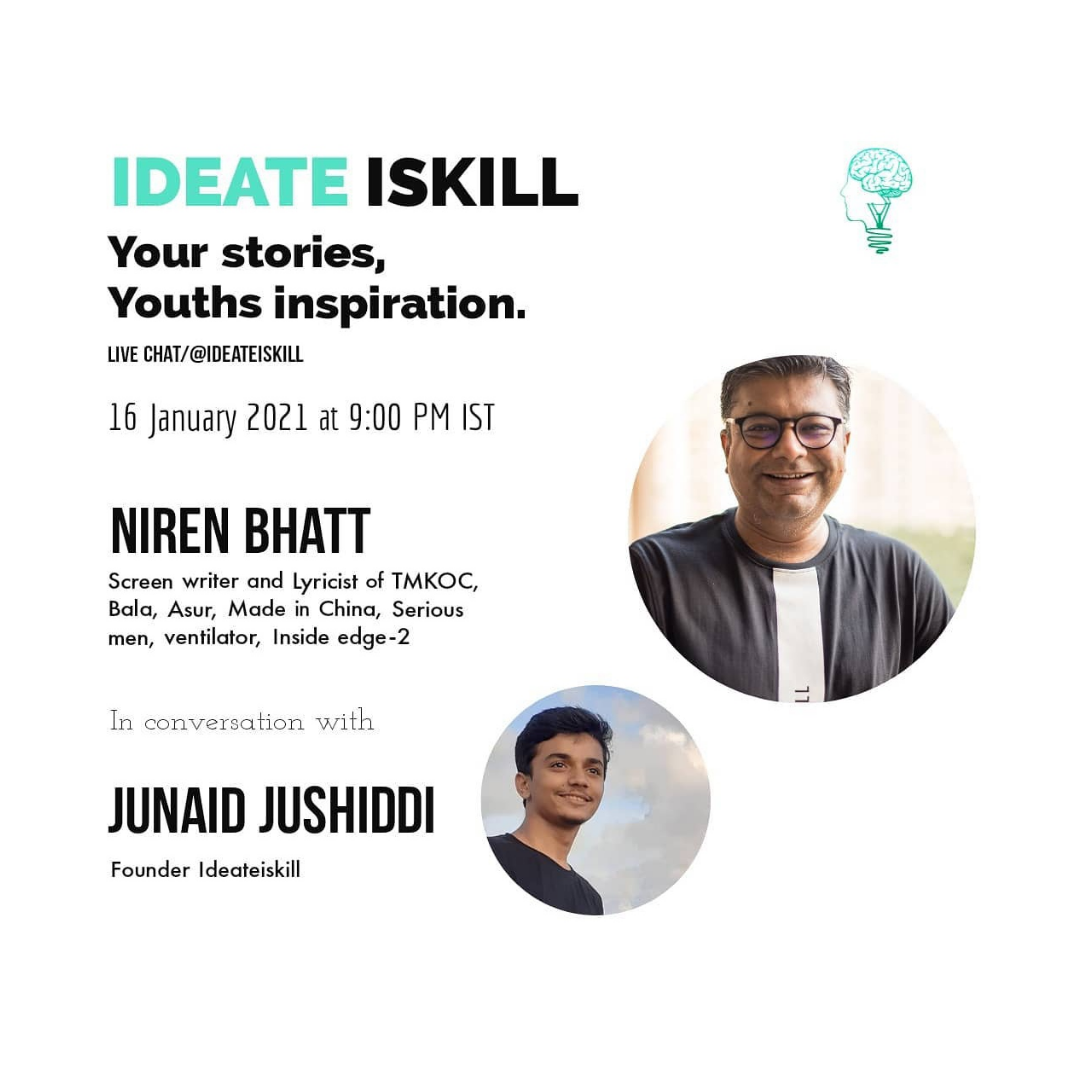 IDEATE ISKILL
Your stories,
Youths inspiration.
LIVE CHAT/@IDEATEISKILL
16 January 2021 at 9:00 PM IST
NIREN BHATT
Screen writer and Lyricist of TMKOC,
Bala, Asur, Made in China, Serious
men, ventilator, Inside edge-2
In conversation with
JUNAID JUSHIDDI
Founder Ideateiskill